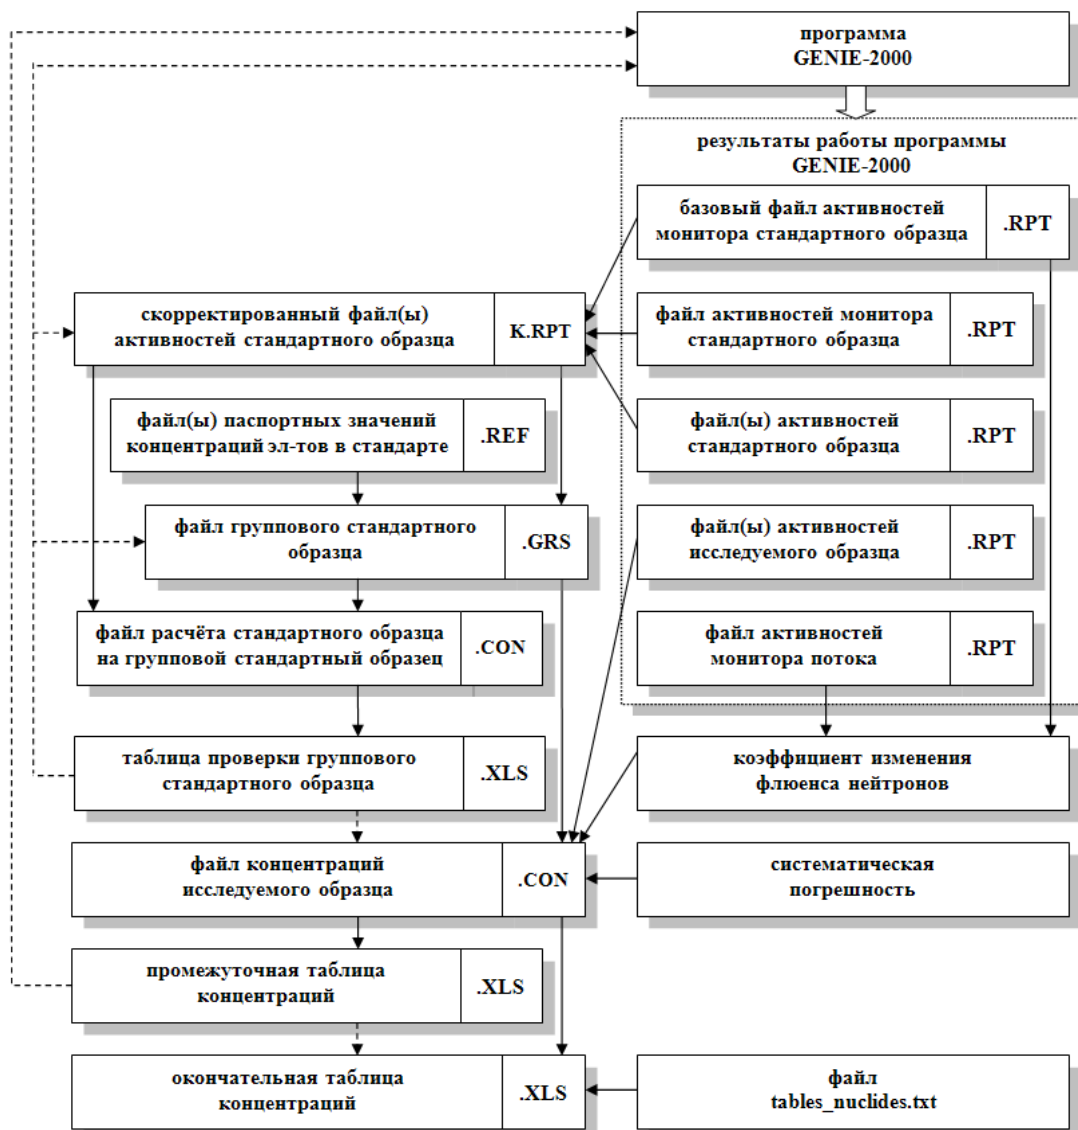 программа
GENIE-2000
результаты работы программы
GENIE-2000
базовый файл активностей
монитора стандартного образца
.RPT
скорректированный файл(ы)
активностей стандартного образца
K.RPT
файл активностей монитора
стандартного образца
.RPT
файл(ы) паспортных значений
концентраций эл-тов в стандарте
.REF
файл(ы) активностей
стандартного образца
.RPT
файл группового стандартного
образца
.GRS
файл(ы) активностей
исследуемого образца
.RPT
файл расчёта стандартного образца
на групповой стандартный образец
.CON
файл активностей
монитора потока
.RPT
таблица проверки группового
стандартного образца
.XLS
коэффициент изменения
флюенса нейтронов
файл концентраций
исследуемого образца
.CON
систематическая
погрешность
промежуточная таблица
концентраций
.XLS
окончательная таблица
концентраций
.XLS
файл
tables_nuclides.txt